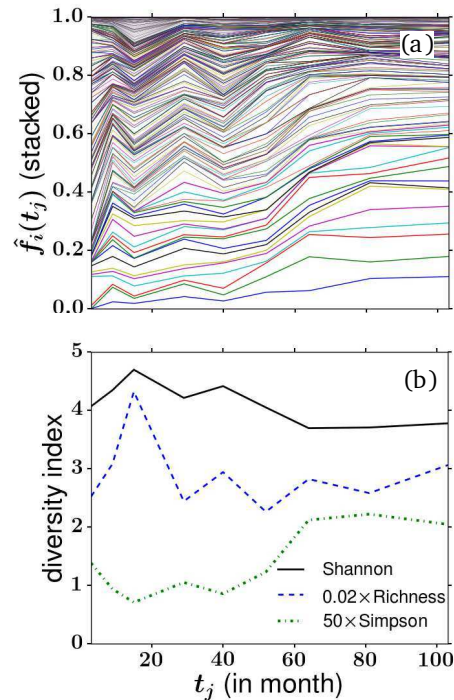 1.0
(a)
0.8
0.6
0.4
0.2
0.0
f̂ᵢ(tⱼ) (stacked)
5
(b)
4
3
2
1
0
diversity index
Shannon
0.02×Richness
50×Simpson
20 40 60 80 100
tⱼ (in month)